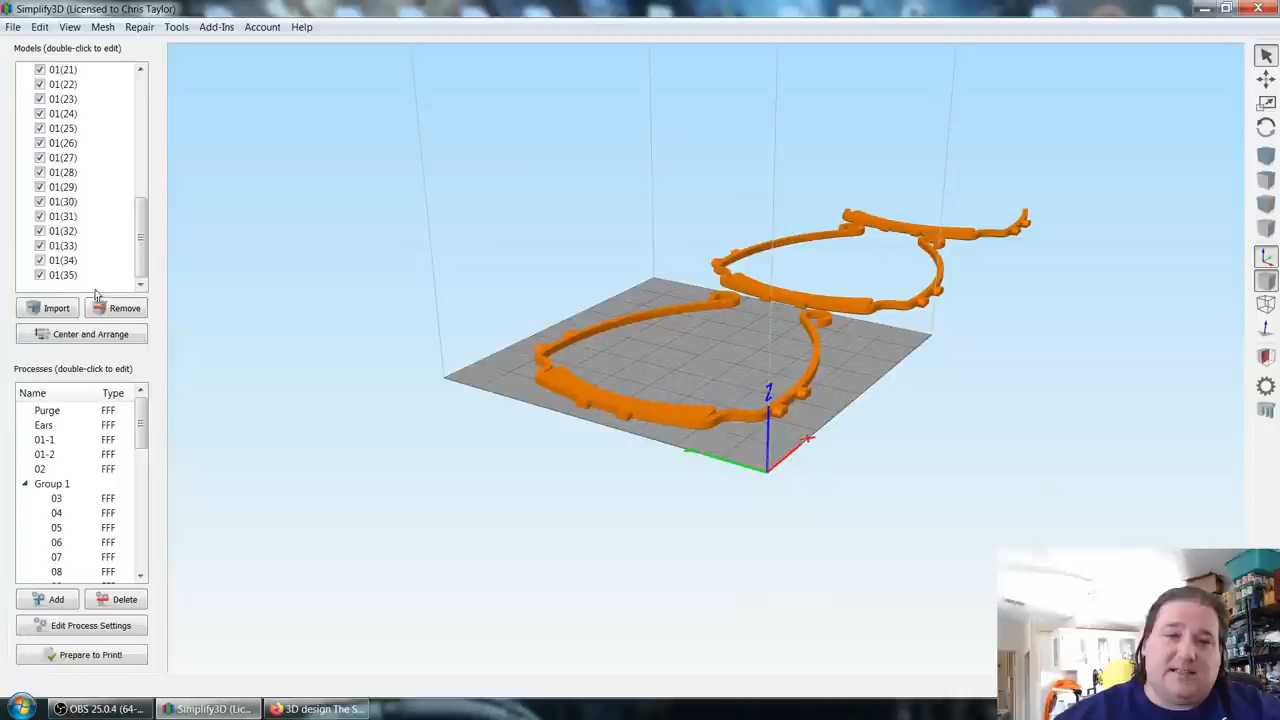 Simplify3D (Licensed to Chris Taylor)
File Edit View Mesh Repair Tools Add-Ins Account Help
Models (double-click to edit)
01(21)
01(22)
01(23)
01(24)
01(25)
01(26)
01(27)
01(28)
01(29)
01(30)
01(31)
01(32)
01(33)
01(34)
01(35)
Import Remove
Center and Arrange
Processes (double-click to edit)
Name Type
Purge FFF
Ears FFF
01-1 FFF
01-2 FFF
02 FFF
Group 1
03 FFF
04 FFF
05 FFF
06 FFF
07 FFF
08 FFF
Add Delete
Edit Process Settings
Prepare to Print!
OBS 25.0.4 (64-... Simplify3D (Lic... 3D design The S...